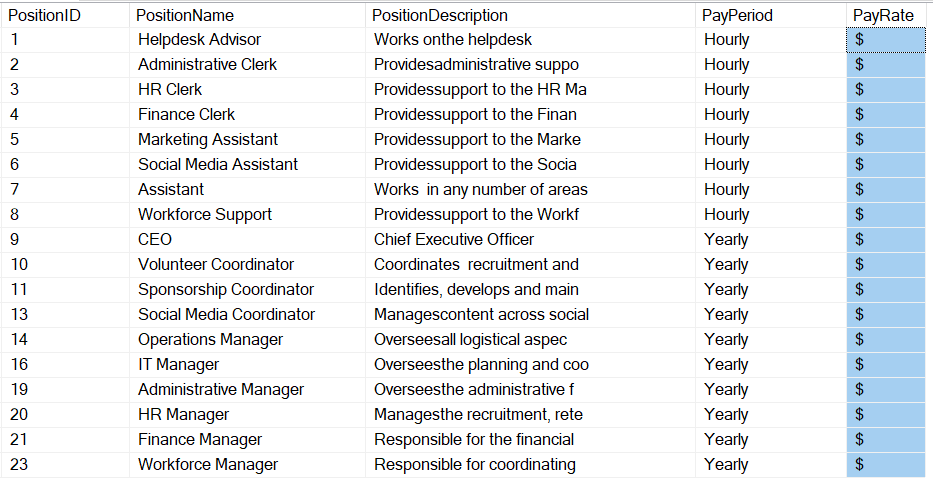 PositionID PositionName PositionDescription PayPeriod PayRate
1 Helpdesk Advisor Works onthe helpdesk Hourly $
2 Administrative Clerk Providesadministrative suppo Hourly $
3 HR Clerk Providessupport to the HR Ma Hourly $
4 Finance Clerk Providessupport to the Finan Hourly $
5 Marketing Assistant Providessupport to the Marke Hourly $
6 Social Media Assistant Providessupport to the Socia Hourly $
7 Assistant Works  in any number of areas Hourly $
8 Workforce Support Providessupport to the Workf Hourly $
9 CEO Chief Executive Officer Yearly $
10 Volunteer Coordinator Coordinates  recruitment and Yearly $
11 Sponsorship Coordinator Identifies, develops and main Yearly $
13 Social Media Coordinator Managescontent across social Yearly $
14 Operations Manager Overseesall logistical aspec Yearly $
16 IT Manager Overseesthe planning and coo Yearly $
19 Administrative Manager Overseesthe administrative f Yearly $
20 HR Manager Managesthe recruitment, rete Yearly $
21 Finance Manager Responsible for the financial Yearly $
23 Workforce Manager Responsible for coordinating Yearly $